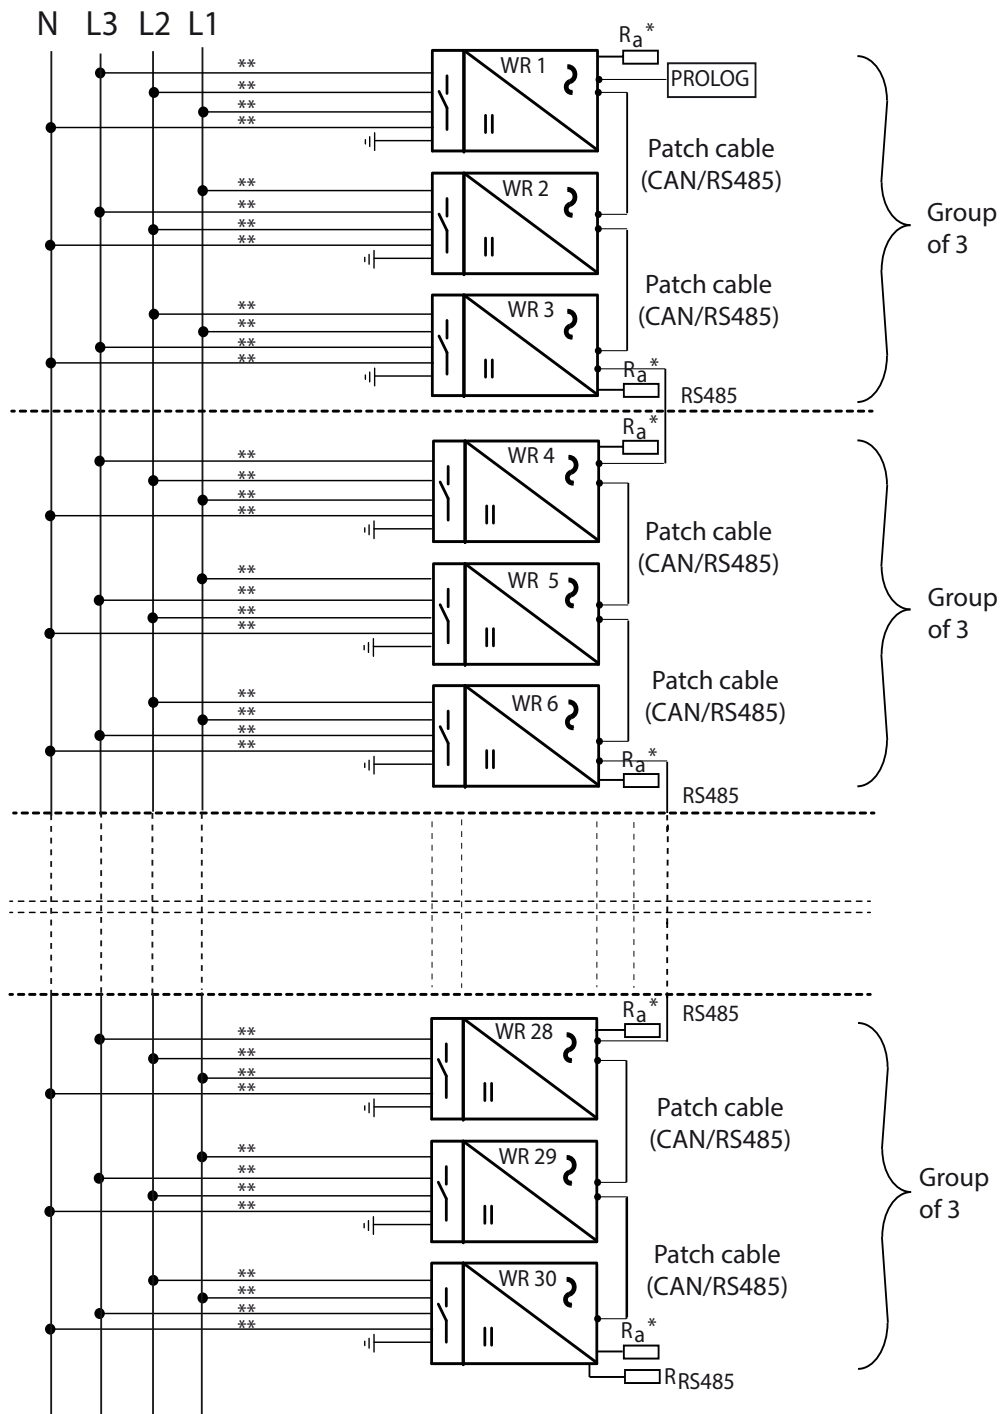 N L3 L2 L1
Ra*
WR 1
PROLOG
**
**
**
**
Patch cable
(CAN/RS485)
WR 2
**
**
**
**
Group
of 3
Patch cable
(CAN/RS485)
WR 3
**
**
**
**
Ra*
RS485
Ra*
WR 4
**
**
**
**
Patch cable
(CAN/RS485)
WR 5
**
**
**
**
Group
of 3
Patch cable
(CAN/RS485)
WR 6
**
**
**
**
Ra*
RS485
Ra*
RS485
WR 28
**
**
**
**
Patch cable
(CAN/RS485)
WR 29
**
**
**
**
Group
of 3
Patch cable
(CAN/RS485)
WR 30
**
**
**
**
Ra*
RRS485